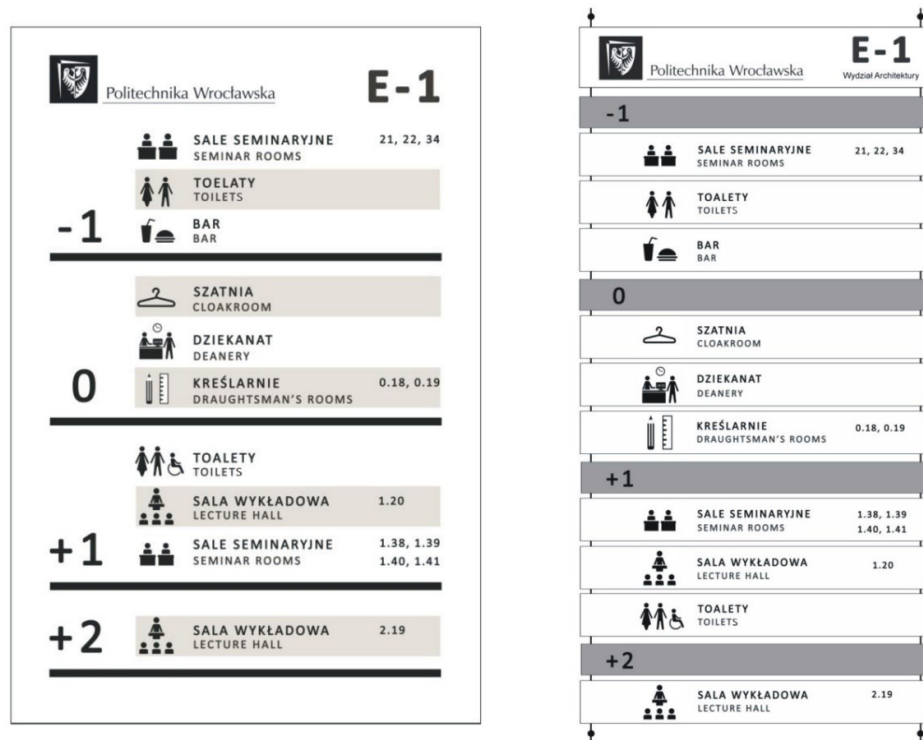 Politechnika Wrocławska
E-1
SALE SEMINARYJNE 21, 22, 34
SEMINAR ROOMS
TOELATY
TOILETS
-1
BAR
BAR
SZATNIA
CLOAKROOM
DZIEKANAT
DEANERY
0
KREŚLARNIE 0.18, 0.19
DRAUGHTSMAN'S ROOMS
TOALETY
TOILETS
SALA WYKŁADOWA 1.20
LECTURE HALL
+1
SALE SEMINARYJNE 1.38, 1.39
SEMINAR ROOMS 1.40, 1.41
+2
SALA WYKŁADOWA 2.19
LECTURE HALL
Politechnika Wrocławska
E-1
Wydział Architektury
-1
SALE SEMINARYJNE 21, 22, 34
SEMINAR ROOMS
TOALETY
TOILETS
BAR
BAR
0
SZATNIA
CLOAKROOM
DZIEKANAT
DEANERY
KREŚLARNIE 0.18, 0.19
DRAUGHTSMAN'S ROOMS
+1
SALE SEMINARYJNE 1.38, 1.39
SEMINAR ROOMS 1.40, 1.41
SALA WYKŁADOWA 1.20
LECTURE HALL
TOALETY
TOILETS
+2
SALA WYKŁADOWA 2.19
LECTURE HALL